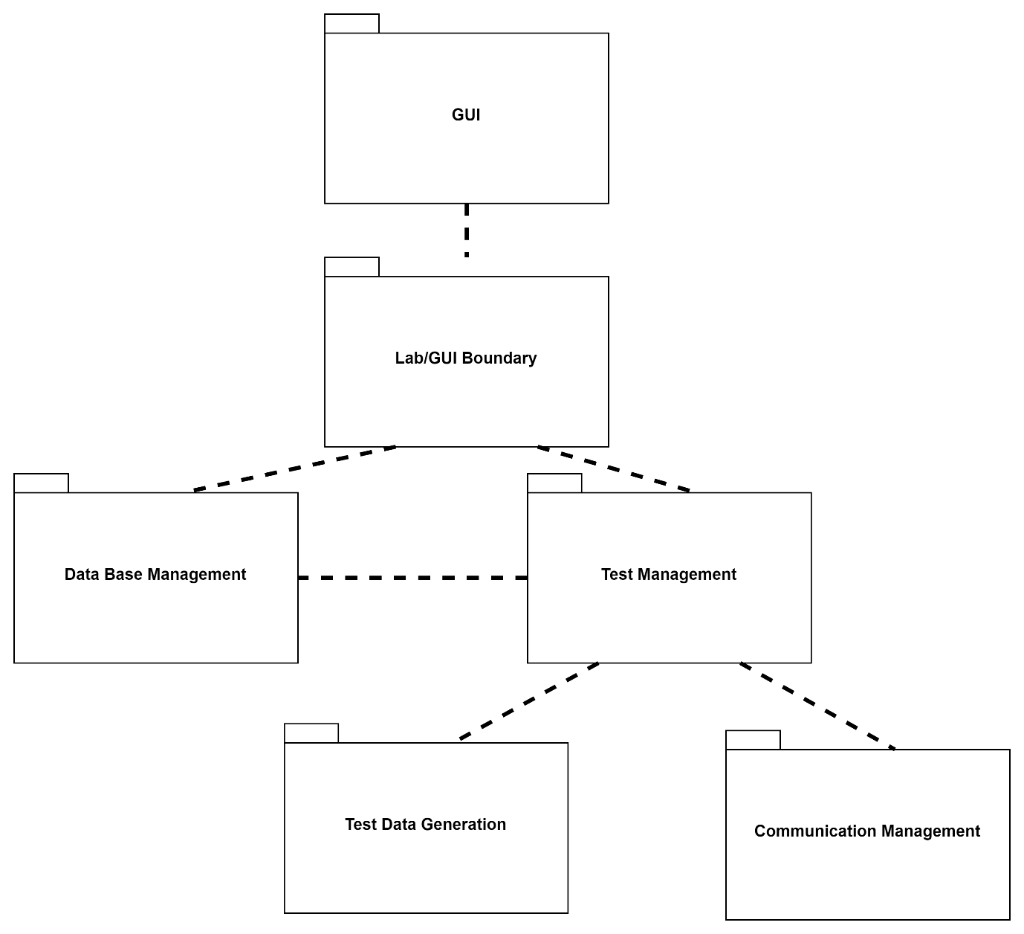 GUI
Lab/GUI Boundary
Data Base Management
Test Management
Test Data Generation
Communication Management